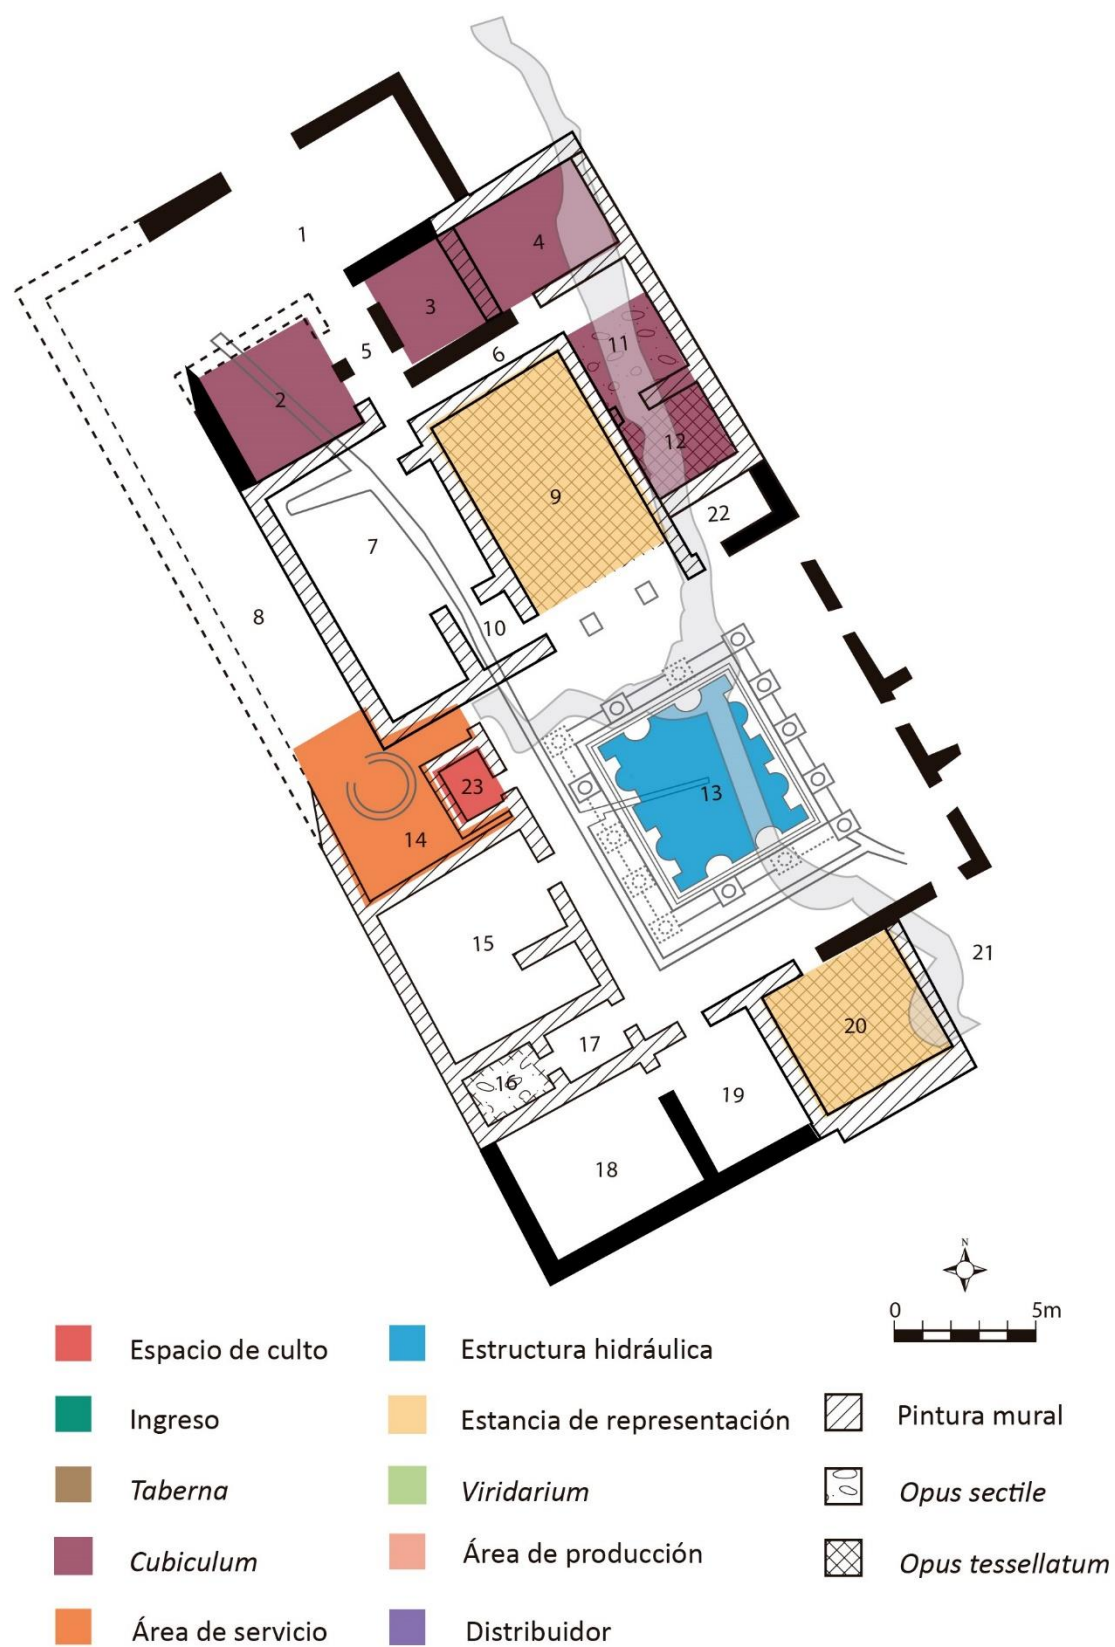 1
4
3
5
6
11
2
12
9
22
7
8
10
23
13
14
15
21
20
17
16
19
18
N
0 5m
Espacio de culto
Estructura hidráulica
Ingreso
Estancia de representación
Pintura mural
Taberna
Viridarium
Opus sectile
Cubiculum
Área de producción
Opus tessellatum
Área de servicio
Distribuidor